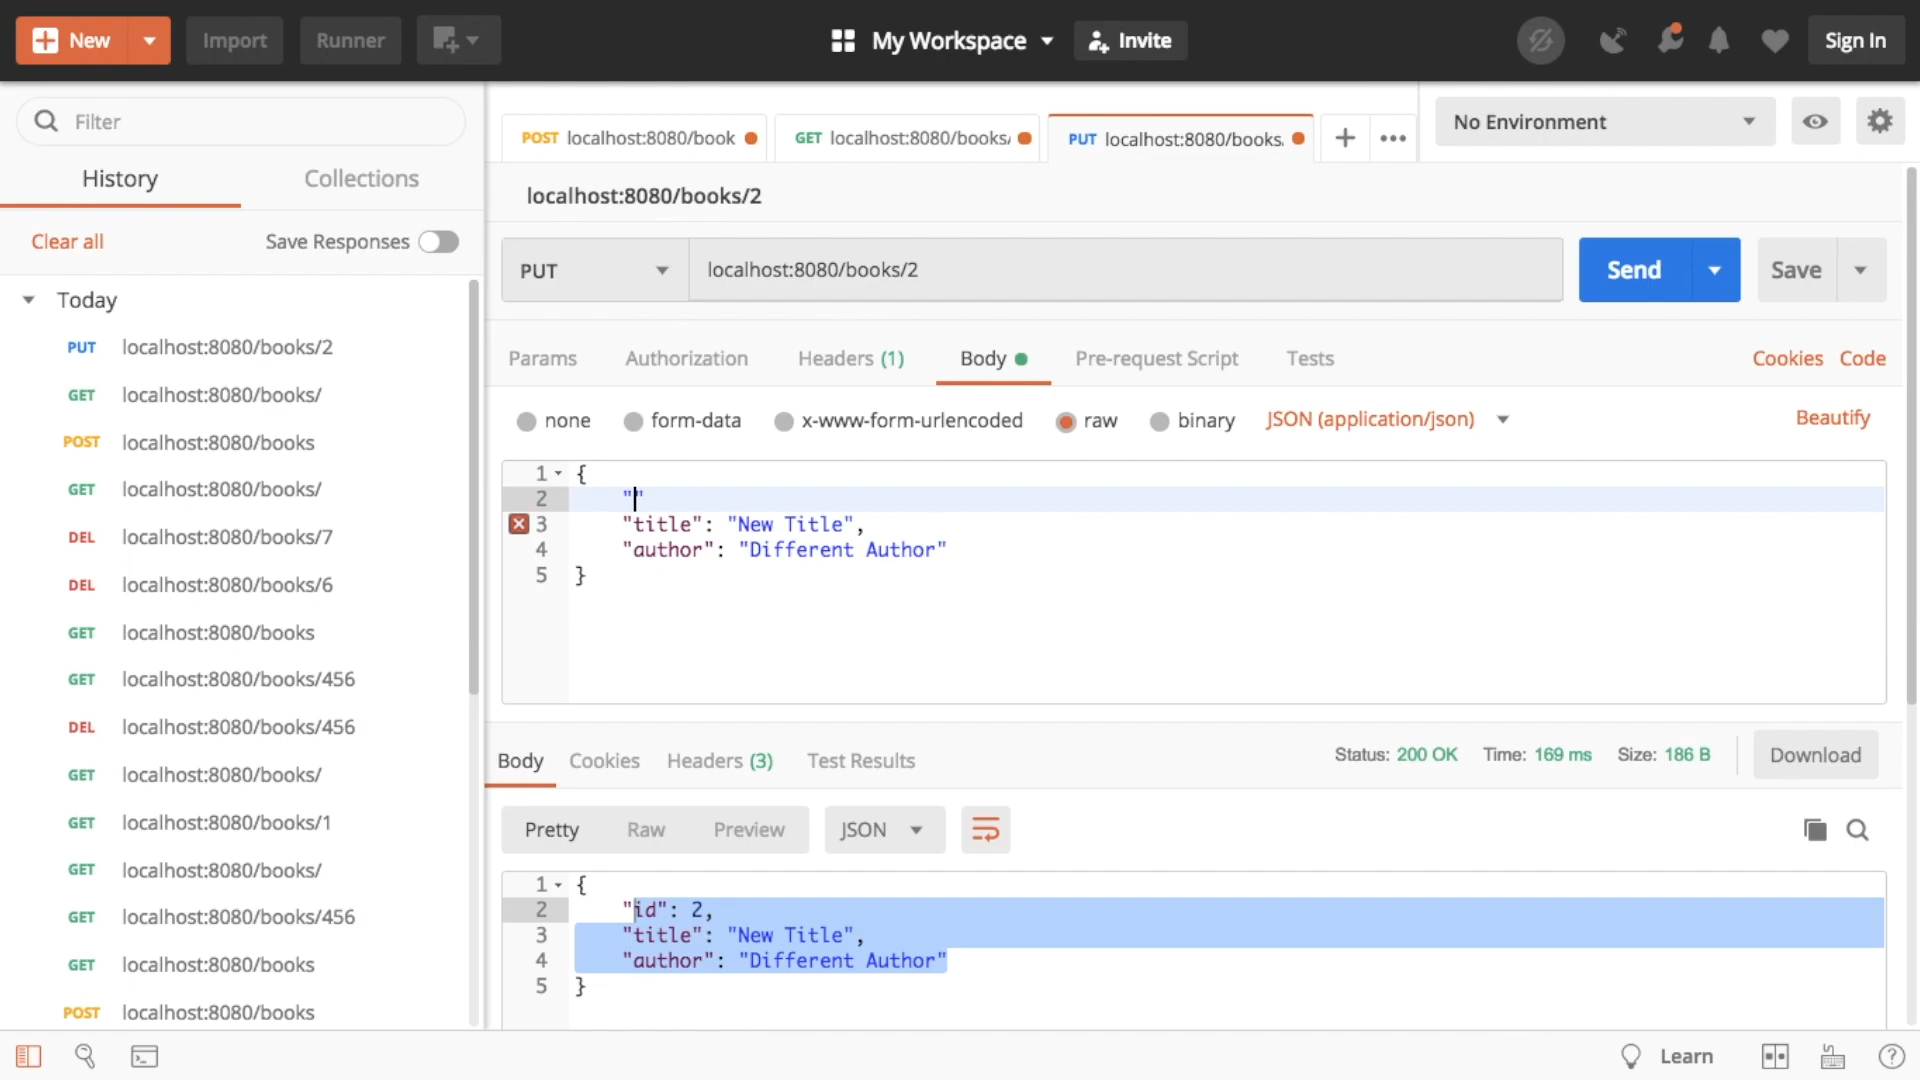 New Import Runner My Workspace Invite Sign In
Filter
History Collections
Clear all Save Responses
Today
PUT localhost:8080/books/2
GET localhost:8080/books/
POST localhost:8080/books
GET localhost:8080/books/
DEL localhost:8080/books/7
DEL localhost:8080/books/6
GET localhost:8080/books
GET localhost:8080/books/456
DEL localhost:8080/books/456
GET localhost:8080/books/
GET localhost:8080/books/1
GET localhost:8080/books/
GET localhost:8080/books/456
GET localhost:8080/books
POST localhost:8080/books
POST localhost:8080/book GET localhost:8080/books/ PUT localhost:8080/books. + ••• No Environment
localhost:8080/books/2
PUT localhost:8080/books/2 Send Save
Params Authorization Headers (1) Body Pre-request Script Tests Cookies Code
none form-data x-www-form-urlencoded raw binary JSON (application/json) Beautify
1 {
2 ""
3 "title": "New Title",
4 "author": "Different Author"
5 }
Body Cookies Headers (3) Test Results Status: 200 OK Time: 169 ms Size: 186 B Download
Pretty Raw Preview JSON
1 {
2 "id": 2,
3 "title": "New Title",
4 "author": "Different Author"
5 }
Learn